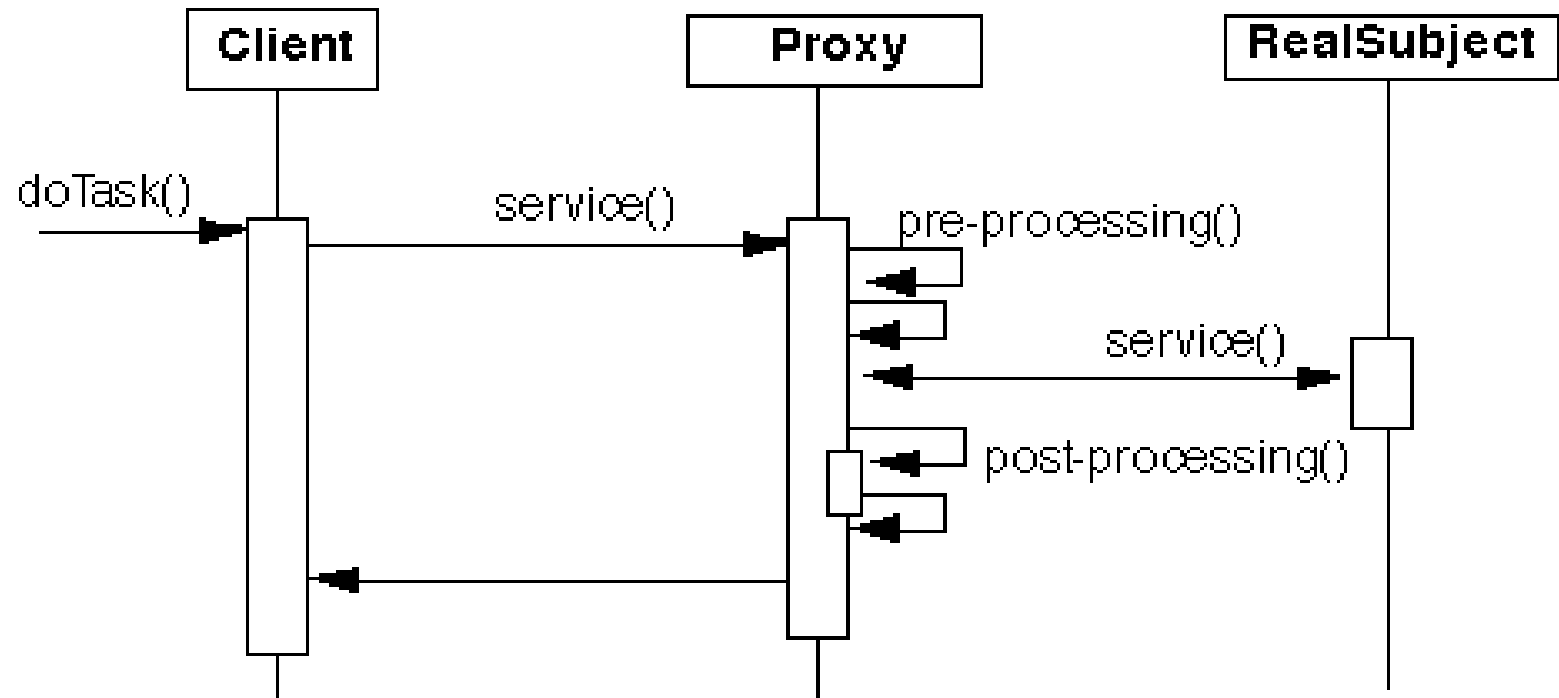 Client
Proxy
RealSubject
doTask()
service()
pre-processing()
service()
post-processing()